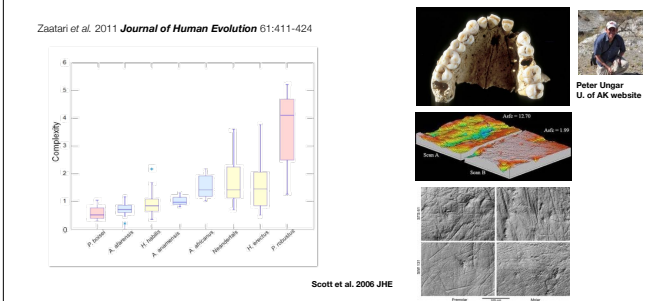 Zaatari et al. 2011 Journal of Human Evolution 61:411-424
Complexity
6
.5
.4
.3
.2
.1
0
P. boisei
A. afarensis
H. habilis
A. anamensis
A. africanus
Neandertals
H. erectus
P. robustus
Scott et al. 2006 JHE
Peter Ungar
U. of AK website
Asfc = 12.70
Asfc = 1.99
Scan A
Scan B
Premolar
Molar